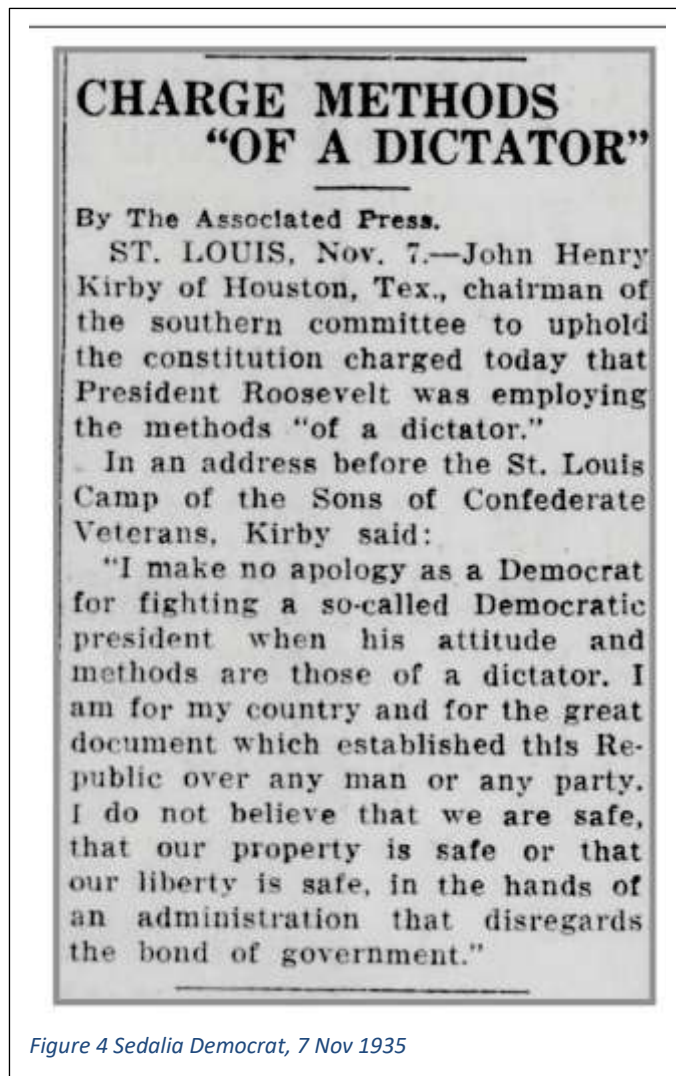 CHARGE METHODS
"OF A DICTATOR"
By The Associated Press.
ST. LOUIS, Nov. 7.—John Henry
Kirby of Houston, Tex., chairman of
the southern committee to uphold
the constitution charged today that
President Roosevelt was employing
the methods "of a dictator."
In an address before the St. Louis
Camp of the Sons of Confederate
Veterans, Kirby said:
"I make no apology as a Democrat
for fighting a so-called Democratic
president when his attitude and
methods are those of a dictator. I
am for my country and for the great
document which established this Re-
public over any man or any party.
I do not believe that we are safe,
that our property is safe or that
our liberty is safe, in the hands of
an administration that disregards
the bond of government."
Figure 4 Sedalia Democrat, 7 Nov 1935